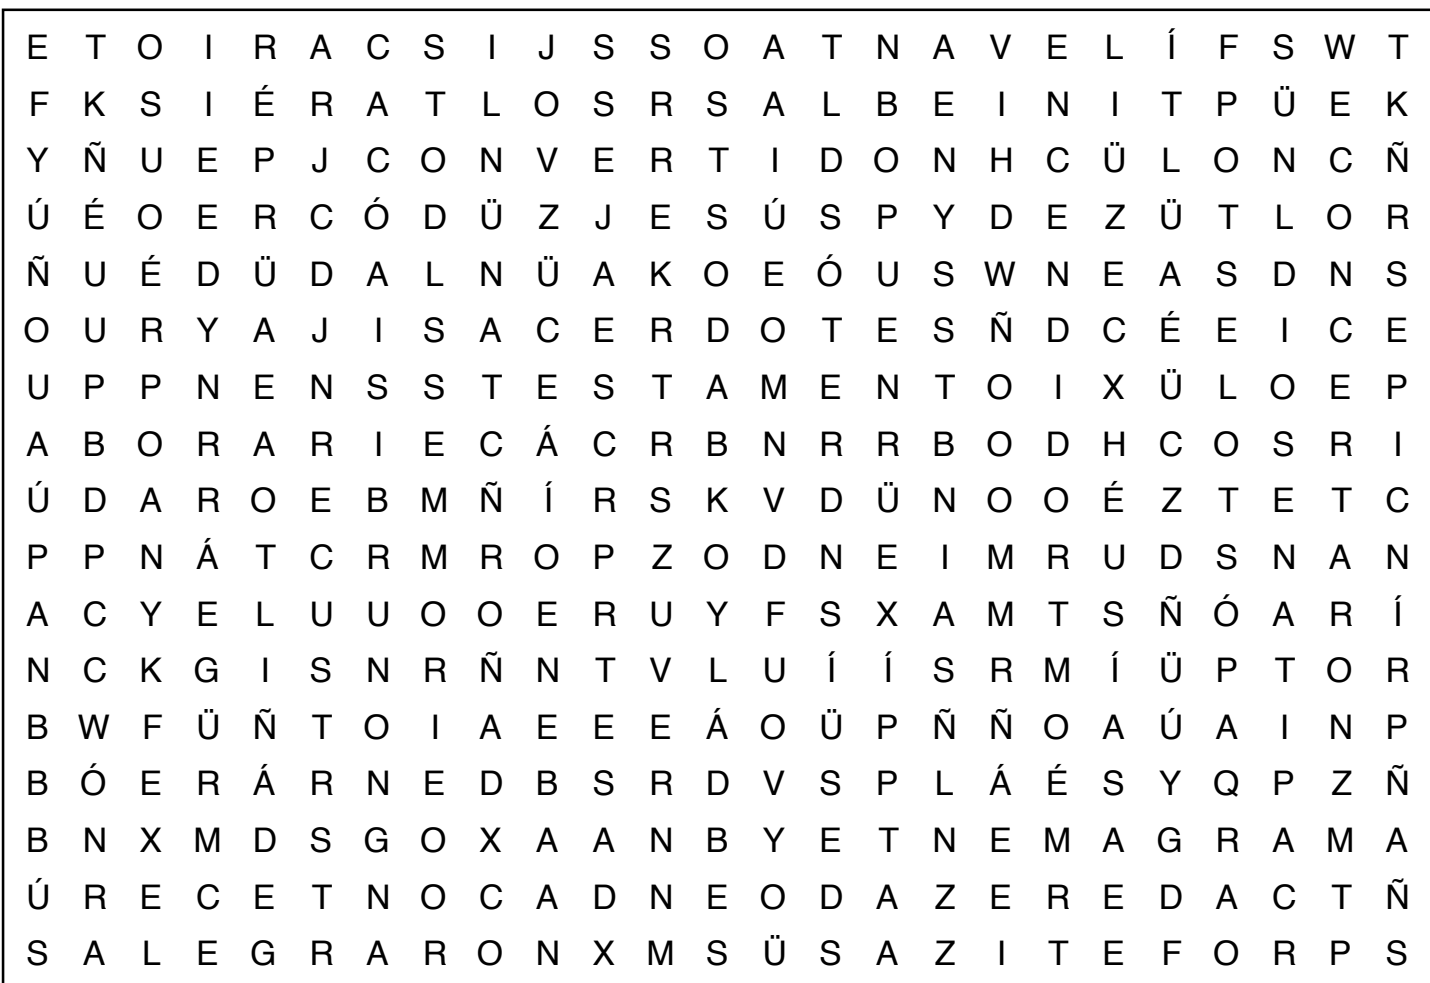 E T O I R A C S I J S S O A T N A V E L Í F S W T
F K S I É R A T L O S R S A L B E I N I T P Ü E K
Y Ñ U E P J C O N V E R T I D O N H C Ü L O N C Ñ
Ú É O E R C Ó D Ü Z J E S Ú S P Y D E Z Ü T L O R
Ñ U É D Ü D A L N Ü A K O E Ó U S W N E A S D N S
O U R Y A J I S A C E R D O T E S Ñ D C É E I C E
U P P N E N S S T E S T A M E N T O I X Ü L O E P
A B O R A R I E C Á C R B N R R B O D H C O S R I
Ú D A R O E B M Ñ Í R S K V D Ü N O O É Z T E T C
P P N Á T C R M R O P Z O D N E I M R U D S N A N
A C Y E L U U O O E R U Y F S X A M T S Ñ Ó A R Í
N C K G I S N R Ñ N T V L U Í Í S R M Í Ü P T O R
B W F Ü Ñ T O I A E E E Á O Ü P Ñ Ñ O A Ú A I N P
B Ó E R Á R N E D B S R D V S P L Á É S Y Q P Z Ñ
B N X M D S G O X A A N B Y E T N E M A G R A M A
Ú R E C E T N O C A D N E O D A Z E R E D A C T Ñ
S A L E G R A R O N X M S Ü S A Z I T E F O R P S